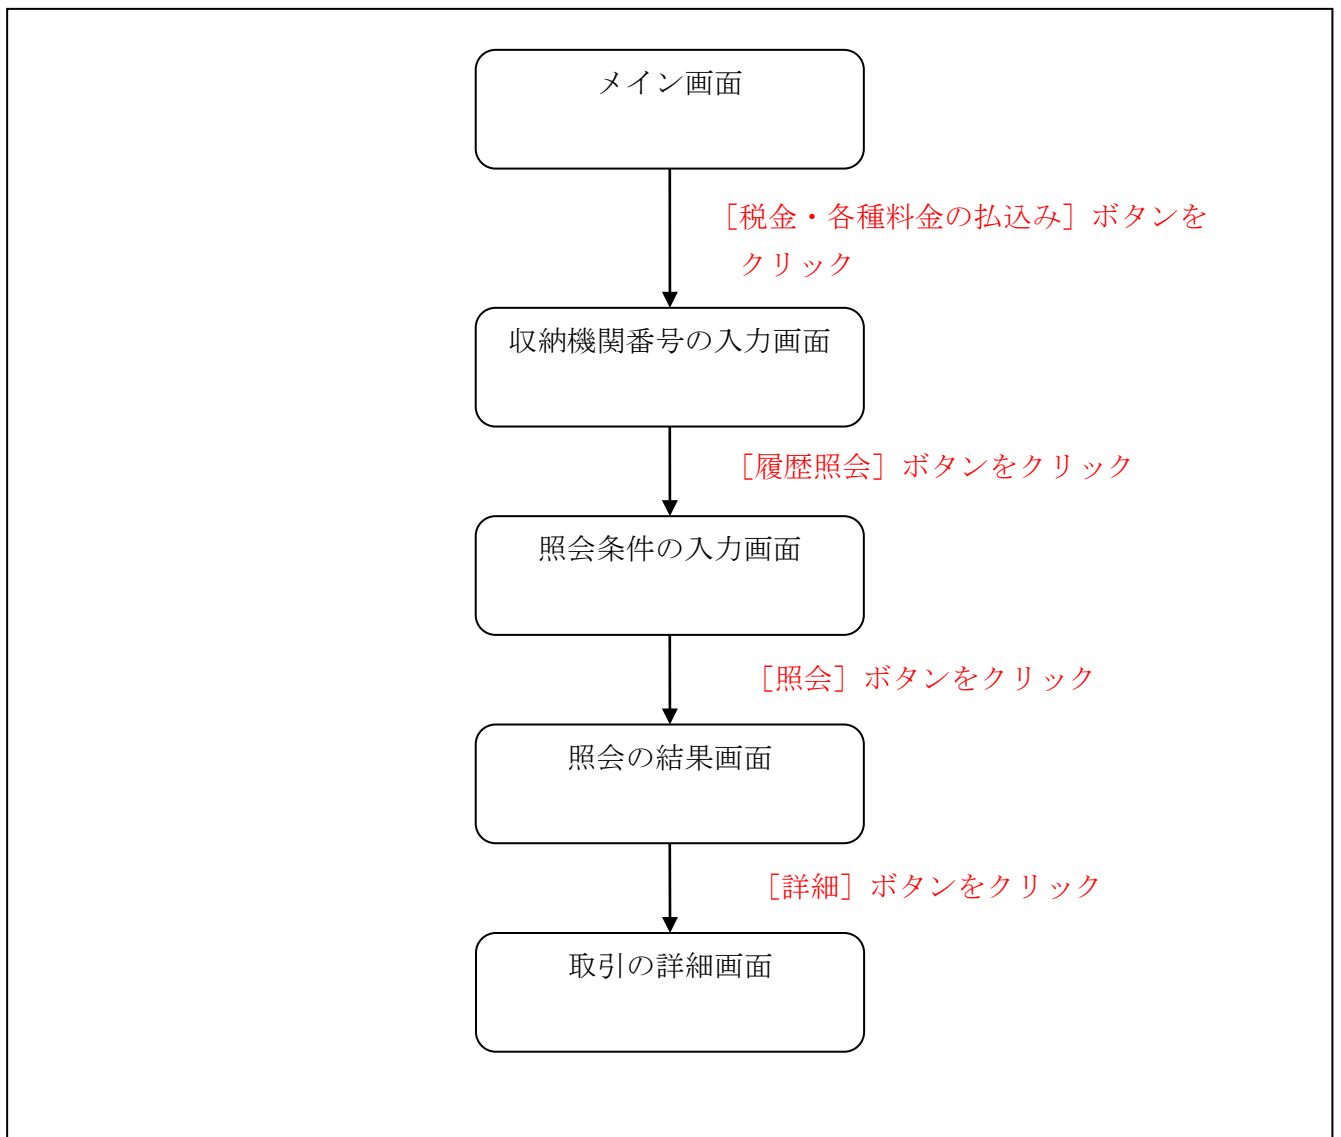 メイン画面
［税金・各種料金の払込み］ボタンを
クリック
収納機関番号の入力画面
［履歴照会］ボタンをクリック
照会条件の入力画面
［照会］ボタンをクリック
照会の結果画面
［詳細］ボタンをクリック
取引の詳細画面